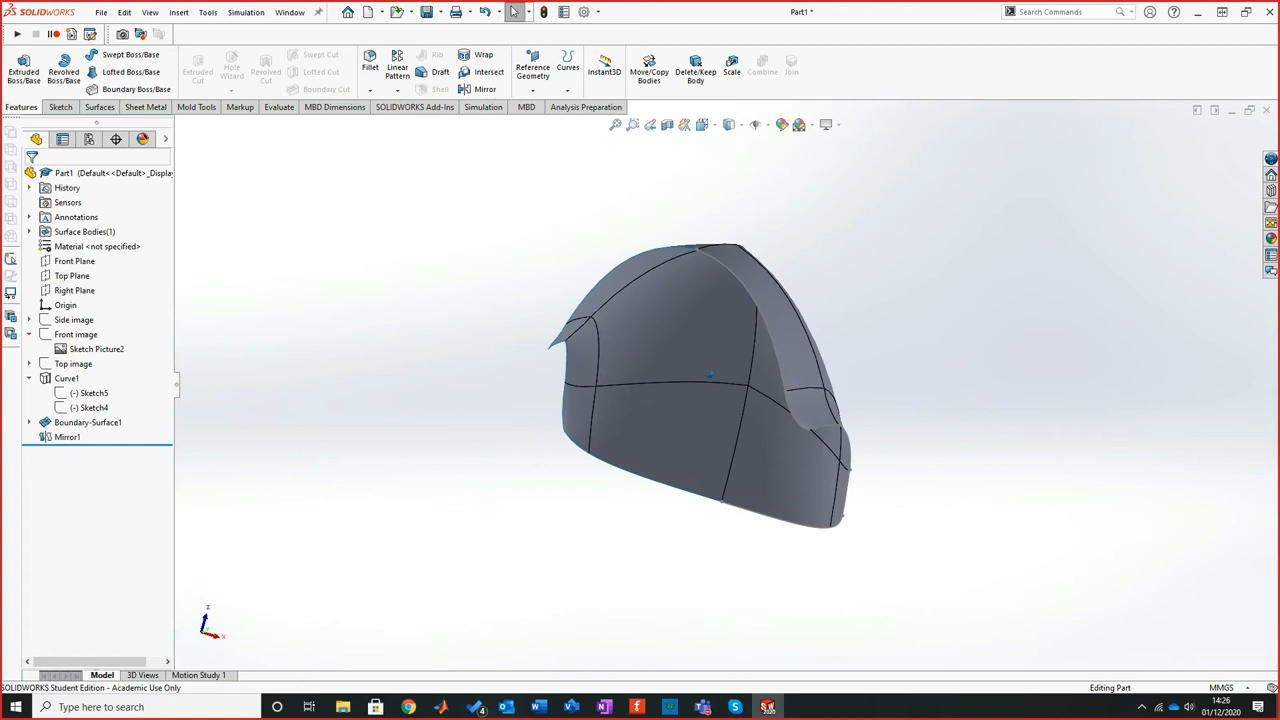 SOLIDWORKS File Edit View Insert Tools Simulation Window Part1 * Search Commands
Swept Boss/Base Swept Cut Rib Wrap
Extruded Boss/Base Revolved Boss/Base Lofted Boss/Base Extruded Cut Hole Wizard Revolved Cut Lofted Cut Fillet Linear Pattern Draft Intersect Reference Geometry Curves Instant3D Move/Copy Bodies Delete/Keep Body Scale Combine Join
Boundary Boss/Base Boundary Cut Shell Mirror
Features Sketch Surfaces Sheet Metal Mold Tools Markup Evaluate MBD Dimensions SOLIDWORKS Add-Ins Simulation MBD Analysis Preparation
Part1 (Default<<Default>_Display
History
Sensors
Annotations
Surface Bodies(1)
Material <not specified>
Front Plane
Top Plane
Right Plane
Origin
Side image
Front image
Sketch Picture2
Top image
Curve1
(-) Sketch5
(-) Sketch4
Boundary-Surface1
Mirror1
z
x
Model 3D Views Motion Study 1
SOLIDWORKS Student Edition - Academic Use Only Editing Part MMGS
Type here to search 4 2020 14:26
01/12/2020